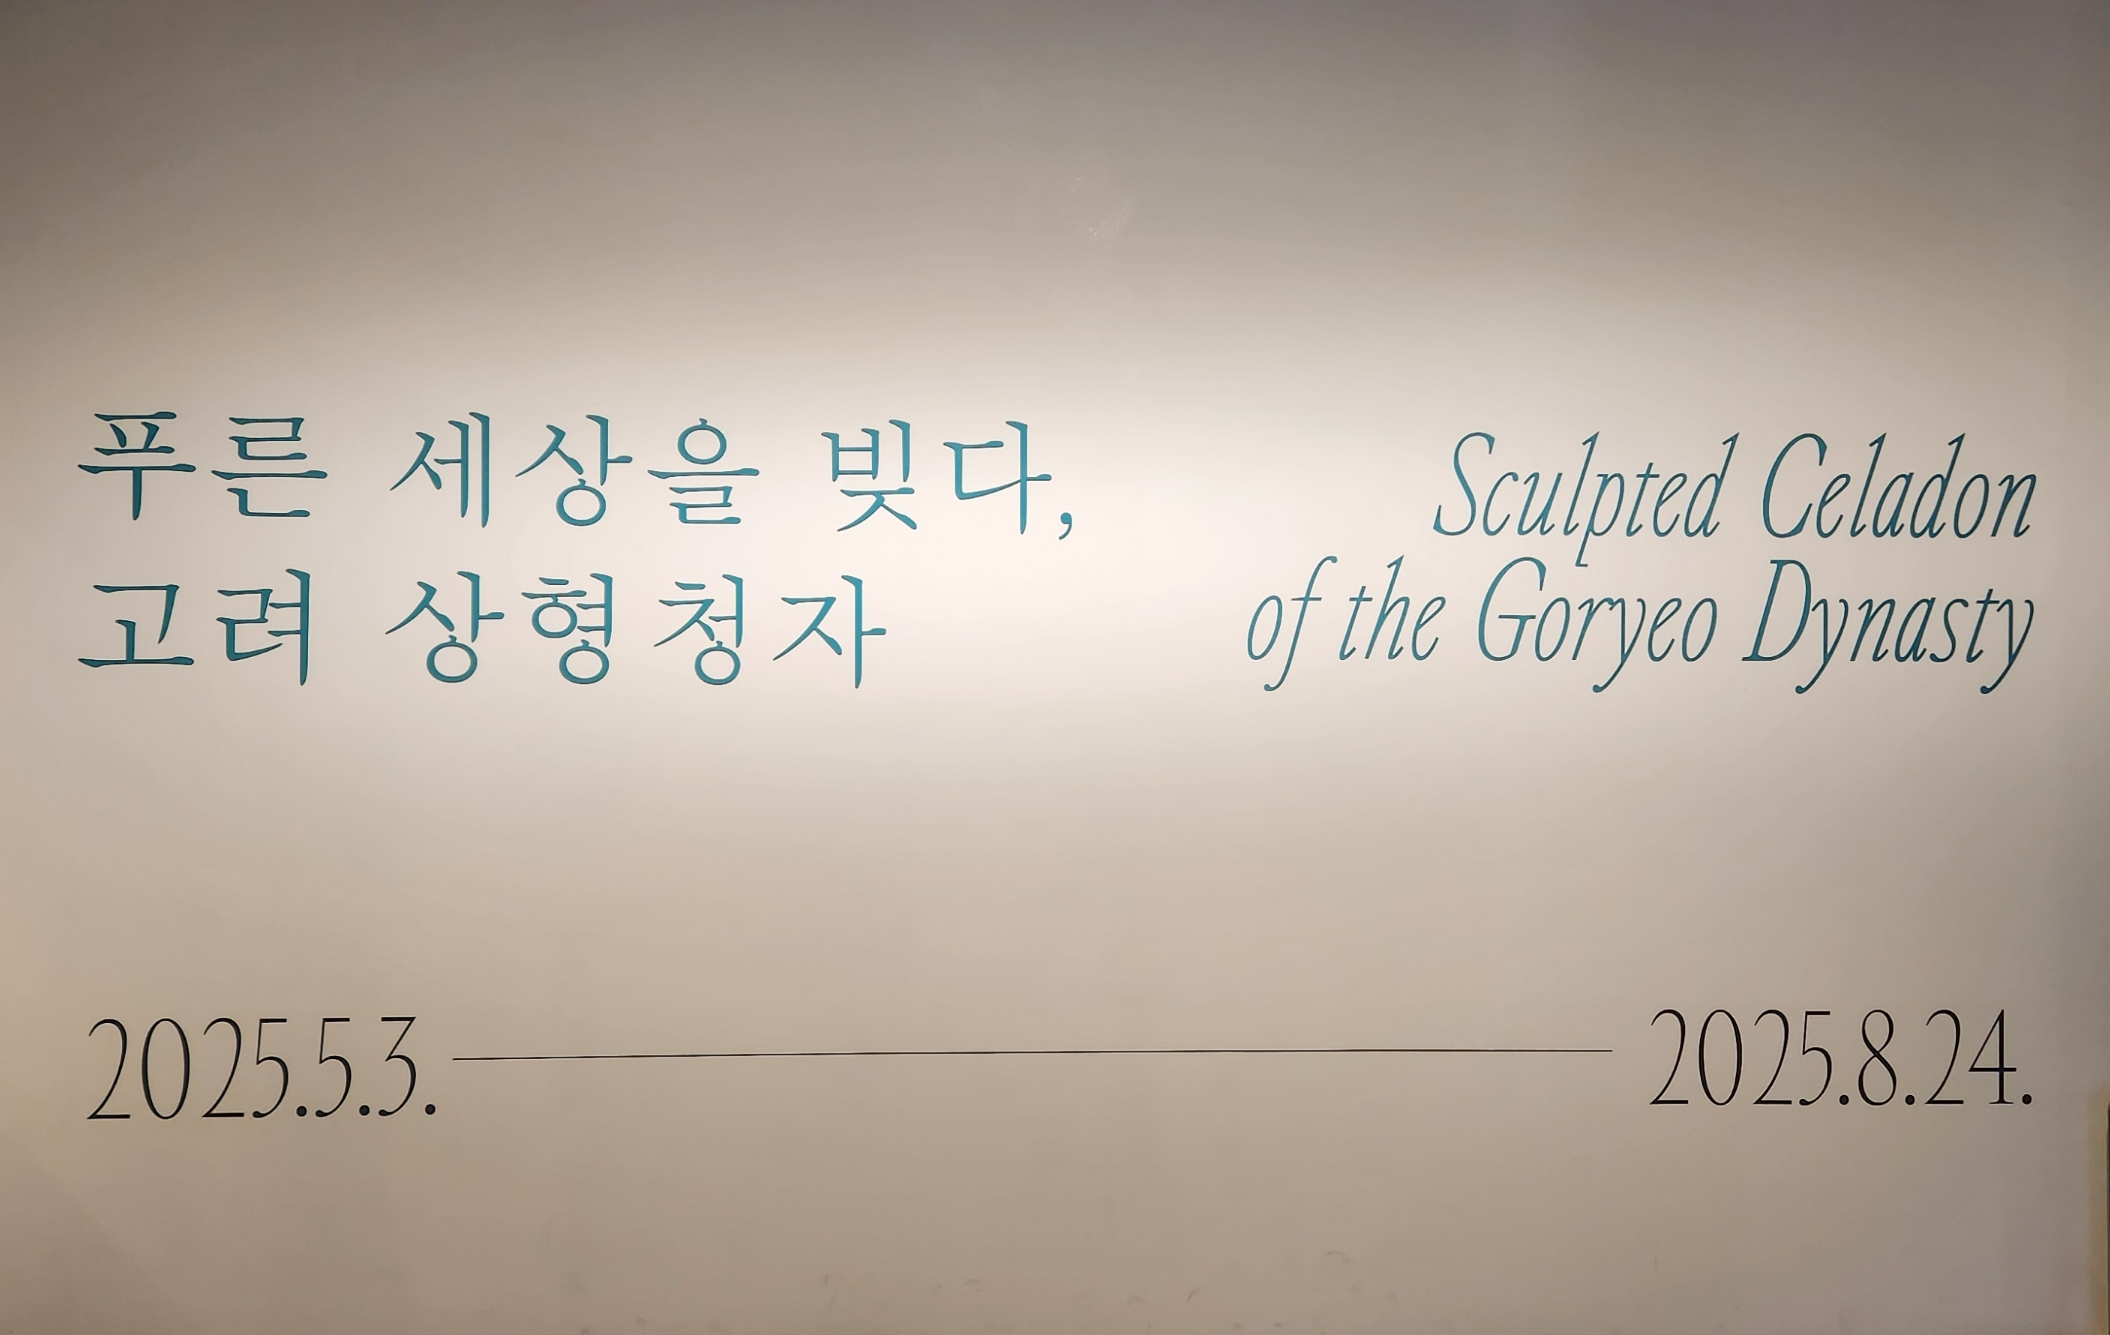 푸른 세상을 빚다,
고려 상형청자
Sculpted Celadon
of the Goryeo Dynasty
2025.5.3. — 2025.8.24.